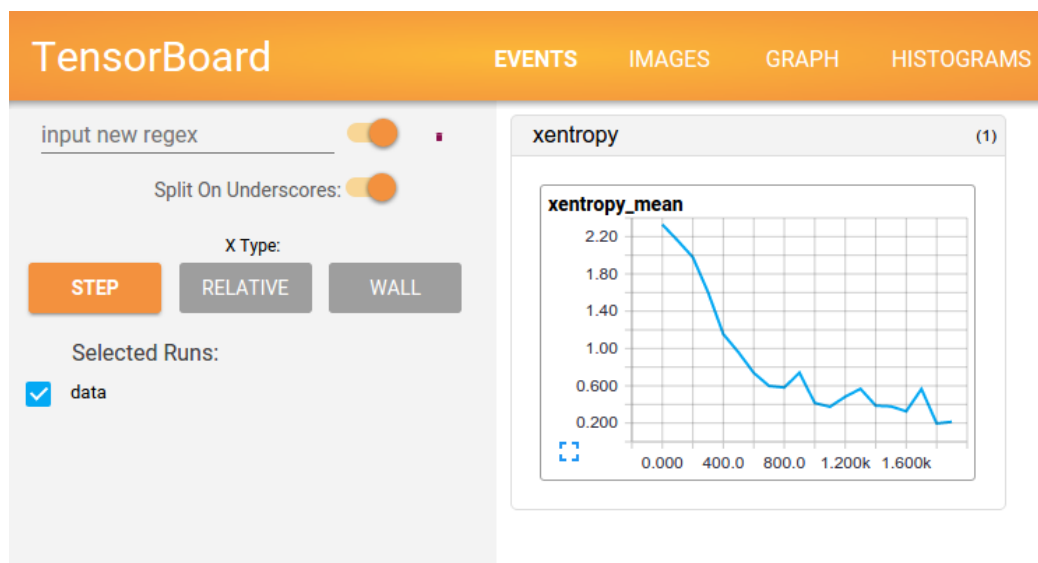 TensorBoard
EVENTS IMAGES GRAPH HISTOGRAMS
input new regex
Split On Underscores:
X Type:
STEP RELATIVE WALL
Selected Runs:
data
xentropy (1)
xentropy_mean
2.20
1.80
1.40
1.00
0.600
0.200
0.000 400.0 800.0 1.200k 1.600k